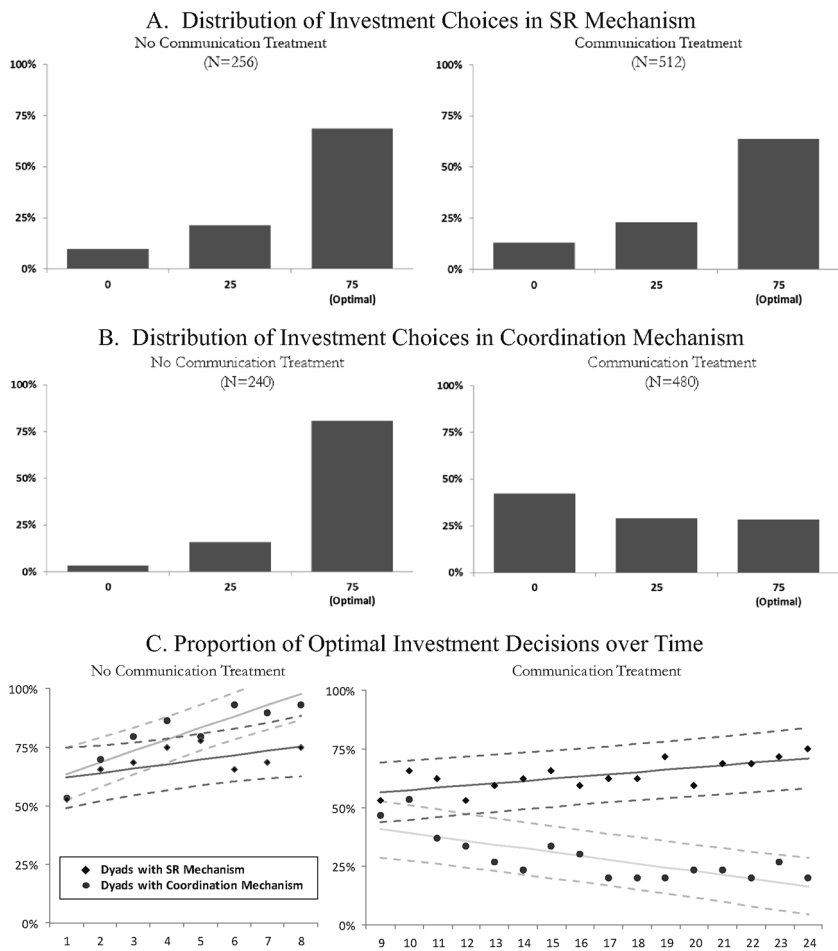 A. Distribution of Investment Choices in SR Mechanism
No Communication Treatment
(N=256)
100%
75%
50%
25%
0%
0
25
75
(Optimal)
Communication Treatment
(N=512)
100%
75%
50%
25%
0%
0
25
75
(Optimal)
B. Distribution of Investment Choices in Coordination Mechanism
No Communication Treatment
(N=240)
100%
75%
50%
25%
0%
0
25
75
(Optimal)
Communication Treatment
(N=480)
100%
75%
50%
25%
0%
0
25
75
(Optimal)
C. Proportion of Optimal Investment Decisions over Time
No Communication Treatment
100%
75%
50%
25%
0%
Dyads with SR Mechanism
Dyads with Coordination Mechanism
1 2 3 4 5 6 7 8
Communication Treatment
100%
75%
50%
25%
0%
9 10 11 12 13 14 15 16 17 18 19 20 21 22 23 24